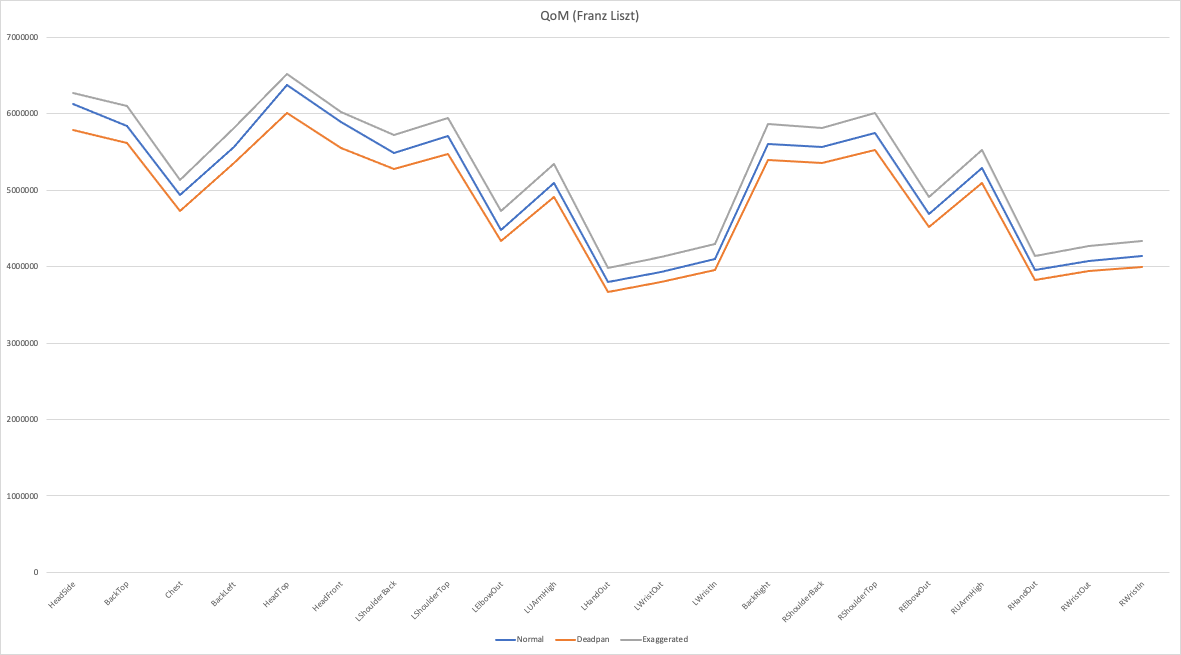 QoM (Franz Liszt)
7000000
6000000
5000000
4000000
3000000
2000000
1000000
0
HeadSide
BackTop
Chest
BackLeft
HeadTop
HeadFront
LShoulderBack
LShoulderTop
LElbowOut
LUArmHigh
LHandOut
LWristOut
LWristIn
BackRight
RShoulderBack
RShoulderTop
RElbowOut
RUArmHigh
RHandOut
RWristOut
RWristIn
Normal Deadpan Exaggerated